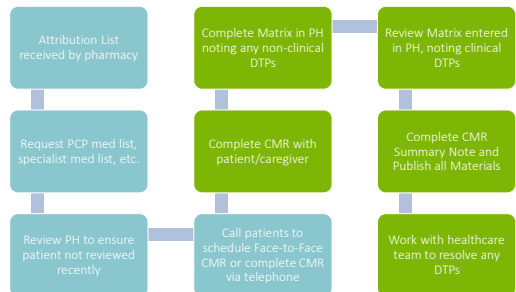 Attribution List
received by pharmacy
Request PCP med list,
specialist med list, etc.
Review PH to ensure
patient not reviewed
recently
Call patients to
schedule Face-to-Face
CMR or complete CMR
via telephone
Complete CMR with
patient/caregiver
Complete Matrix in PH
noting any non-clinical
DTPs
Review Matrix entered
in PH, noting clinical
DTPs
Complete CMR
Summary Note and
Publish all Materials
Work with healthcare
team to resolve any
DTPs